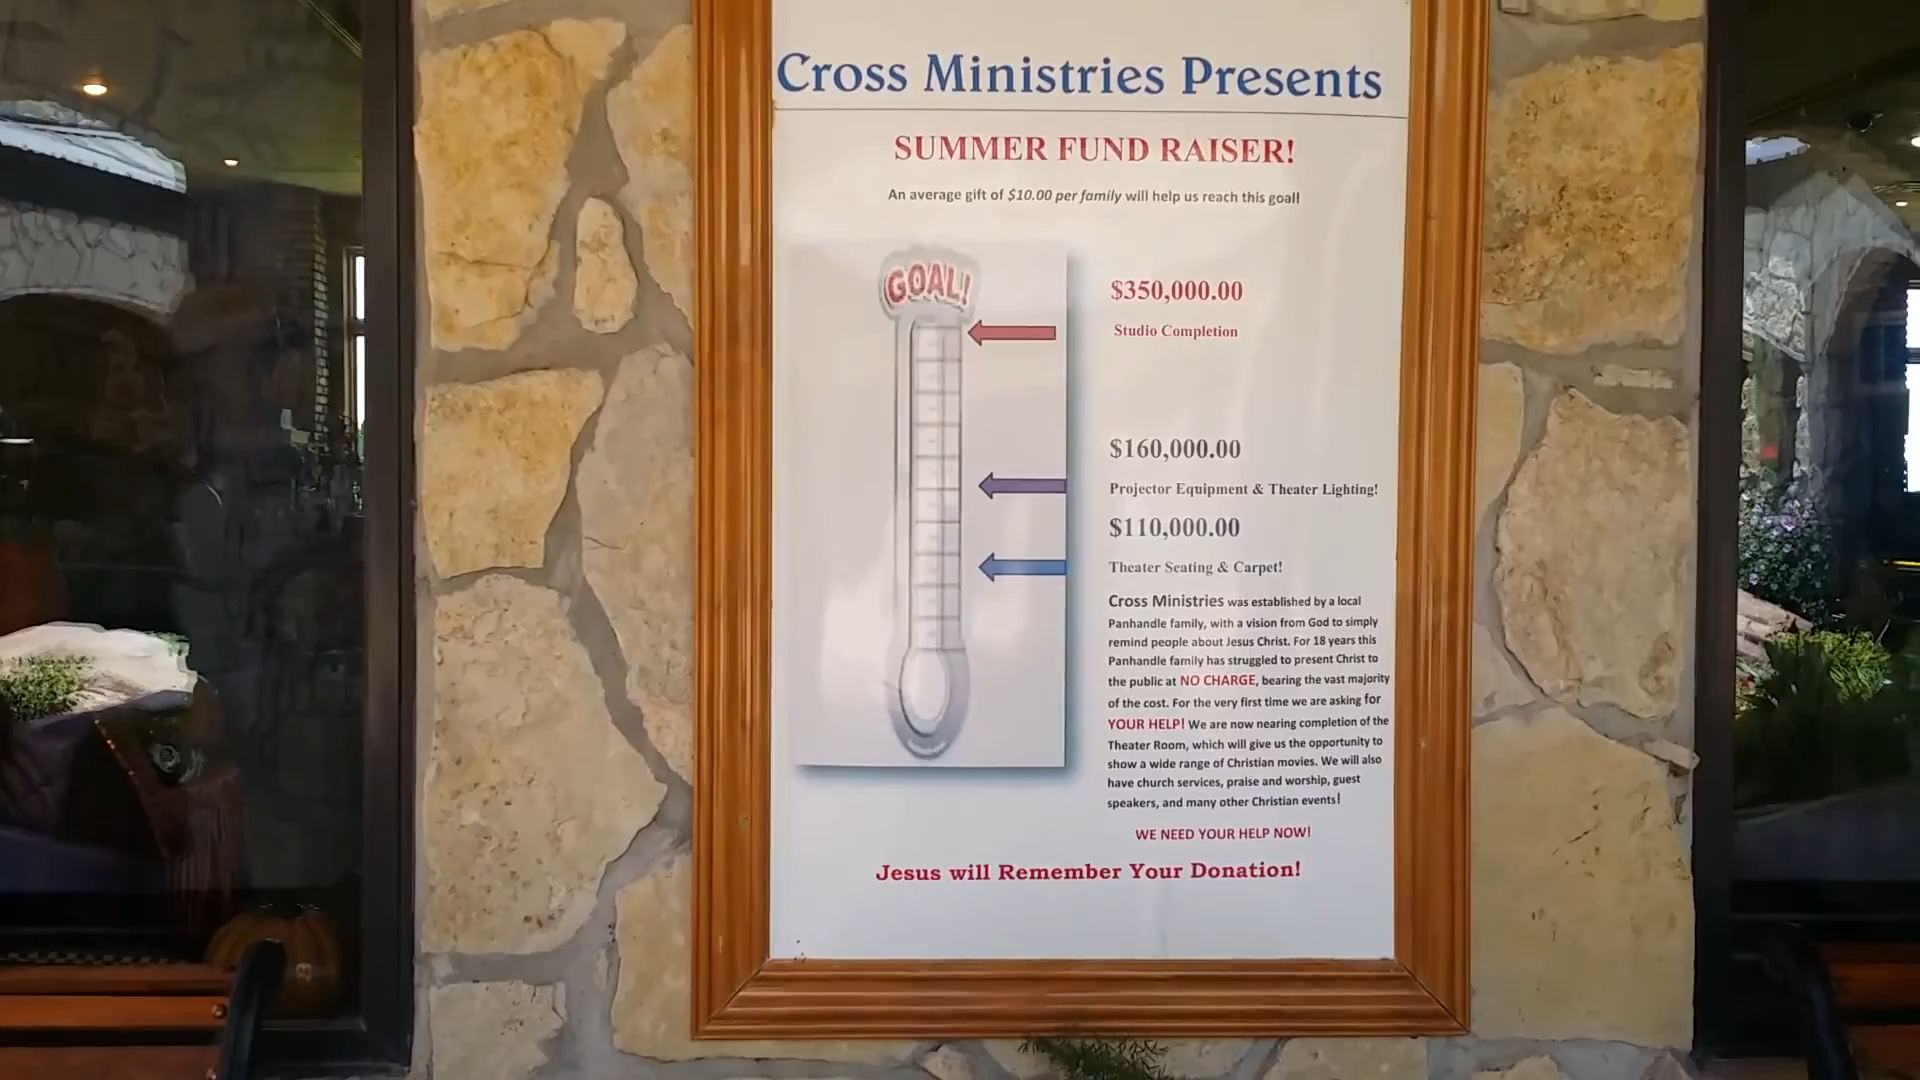 Cross Ministries Presents
SUMMER FUND RAISER!
An average gift of $10.00 per family will help us reach this goal!
GOAL!
$350,000.00
Studio Completion
$160,000.00
Projector Equipment & Theater Lighting!
$110,000.00
Theater Seating & Carpet!
Cross Ministries was established by a local
Panhandle family, with a vision from God to simply
remind people about Jesus Christ. For 18 years this
Panhandle family has struggled to present Christ to
the public at NO CHARGE, bearing the vast majority
of the cost. For the very first time we are asking for
YOUR HELP! We are now nearing completion of the
Theater Room, which will give us the opportunity to
show a wide range of Christian movies. We will also
have church services, praise and worship, guest
speakers, and many other Christian events!
WE NEED YOUR HELP NOW!
Jesus will Remember Your Donation!